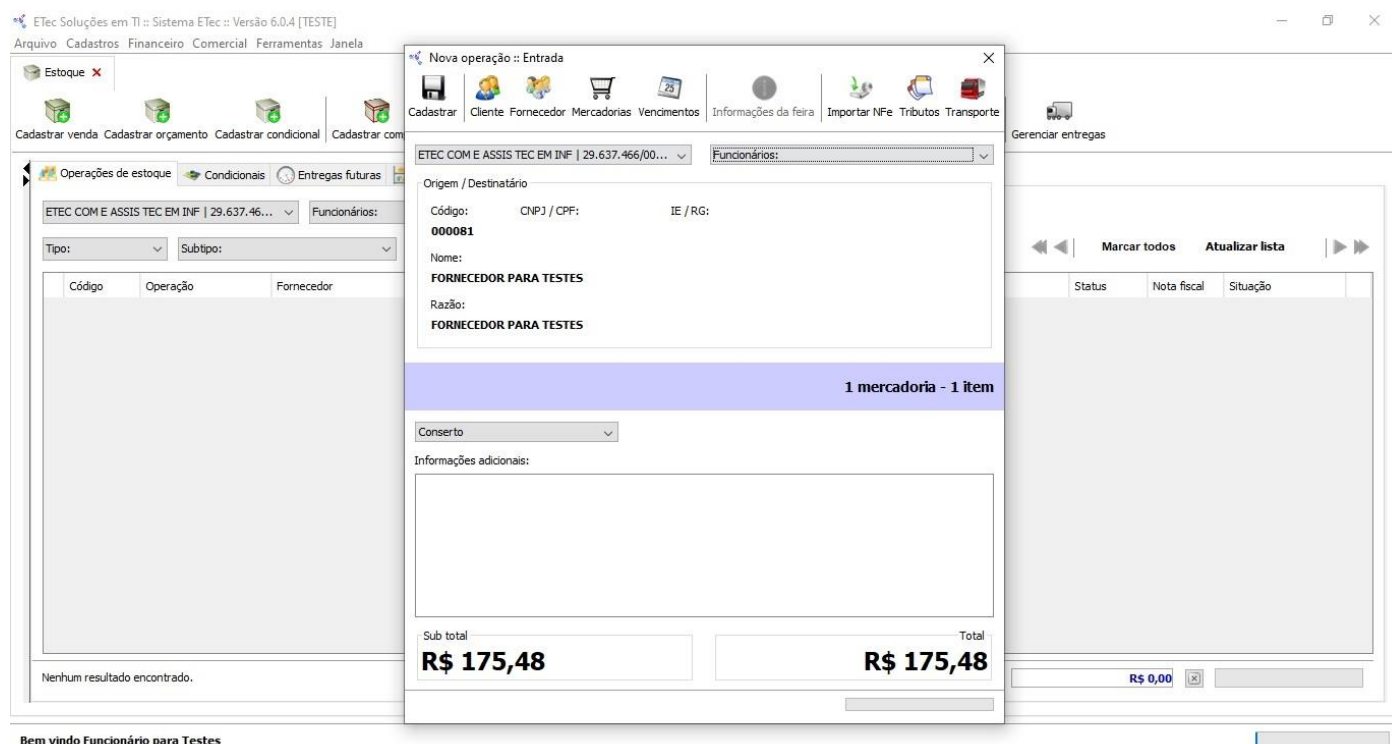 ETec Soluções em TI :: Sistema ETec :: Versão 6.0.4 [TESTE]
Arquivo Cadastros Financeiro Comercial Ferramentas Janela
Estoque
Cadastrar venda Cadastrar orçamento Cadastrar condicional Cadastrar com
Gerenciar entregas
Operações de estoque Condicionais Entregas futuras
ETEC COM E ASSIS TEC EM INF | 29.637.46... Funcionários:
Tipo: Subtipo:
Marcar todos Atualizar lista
Código Operação Fornecedor
Status Nota fiscal Situação
Nenhum resultado encontrado.
R$ 0,00
Bem vindo Funcionário para Testes
Nova operação :: Entrada
Cadastrar Cliente Fornecedor Mercadorias Vencimentos Informações da feira Importar NFe Tributos Transporte
25
ETEC COM E ASSIS TEC EM INF | 29.637.466/00... Funcionários:
Origem / Destinatário
Código: CNPJ / CPF: IE / RG:
000081
Nome:
FORNECEDOR PARA TESTES
Razão:
FORNECEDOR PARA TESTES
1 mercadoria - 1 item
Conserto
Informações adicionais:
Sub total Total
R$ 175,48 R$ 175,48